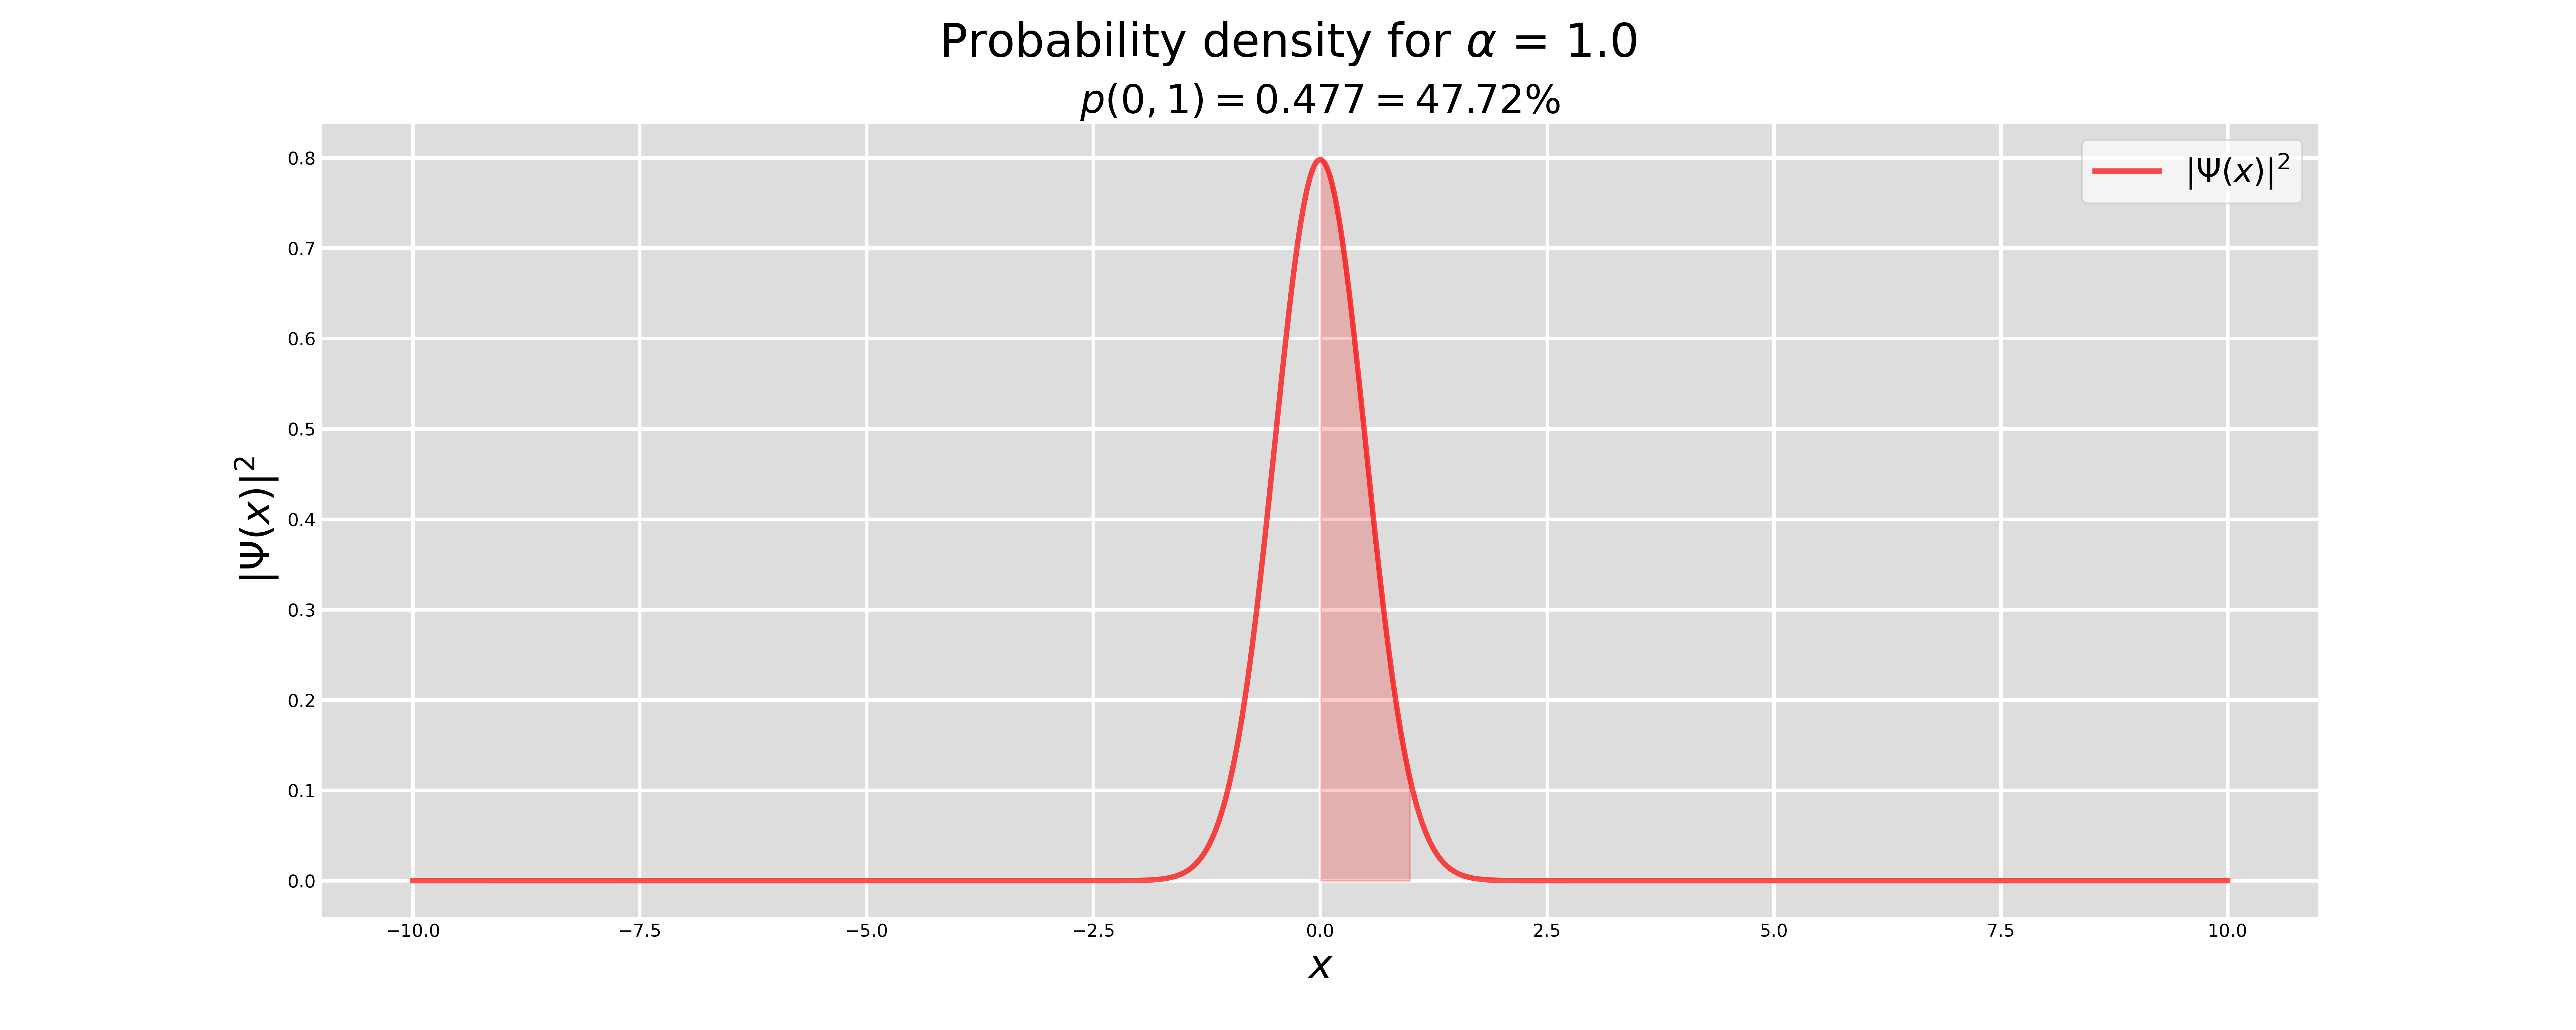 Probability density for α = 1.0
p(0, 1) = 0.477 = 47.72%
|Ψ(x)|²
|Ψ(x)|²
0.8
0.7
0.6
0.5
0.4
0.3
0.2
0.1
0.0
−10.0 −7.5 −5.0 −2.5 0.0 2.5 5.0 7.5 10.0
x